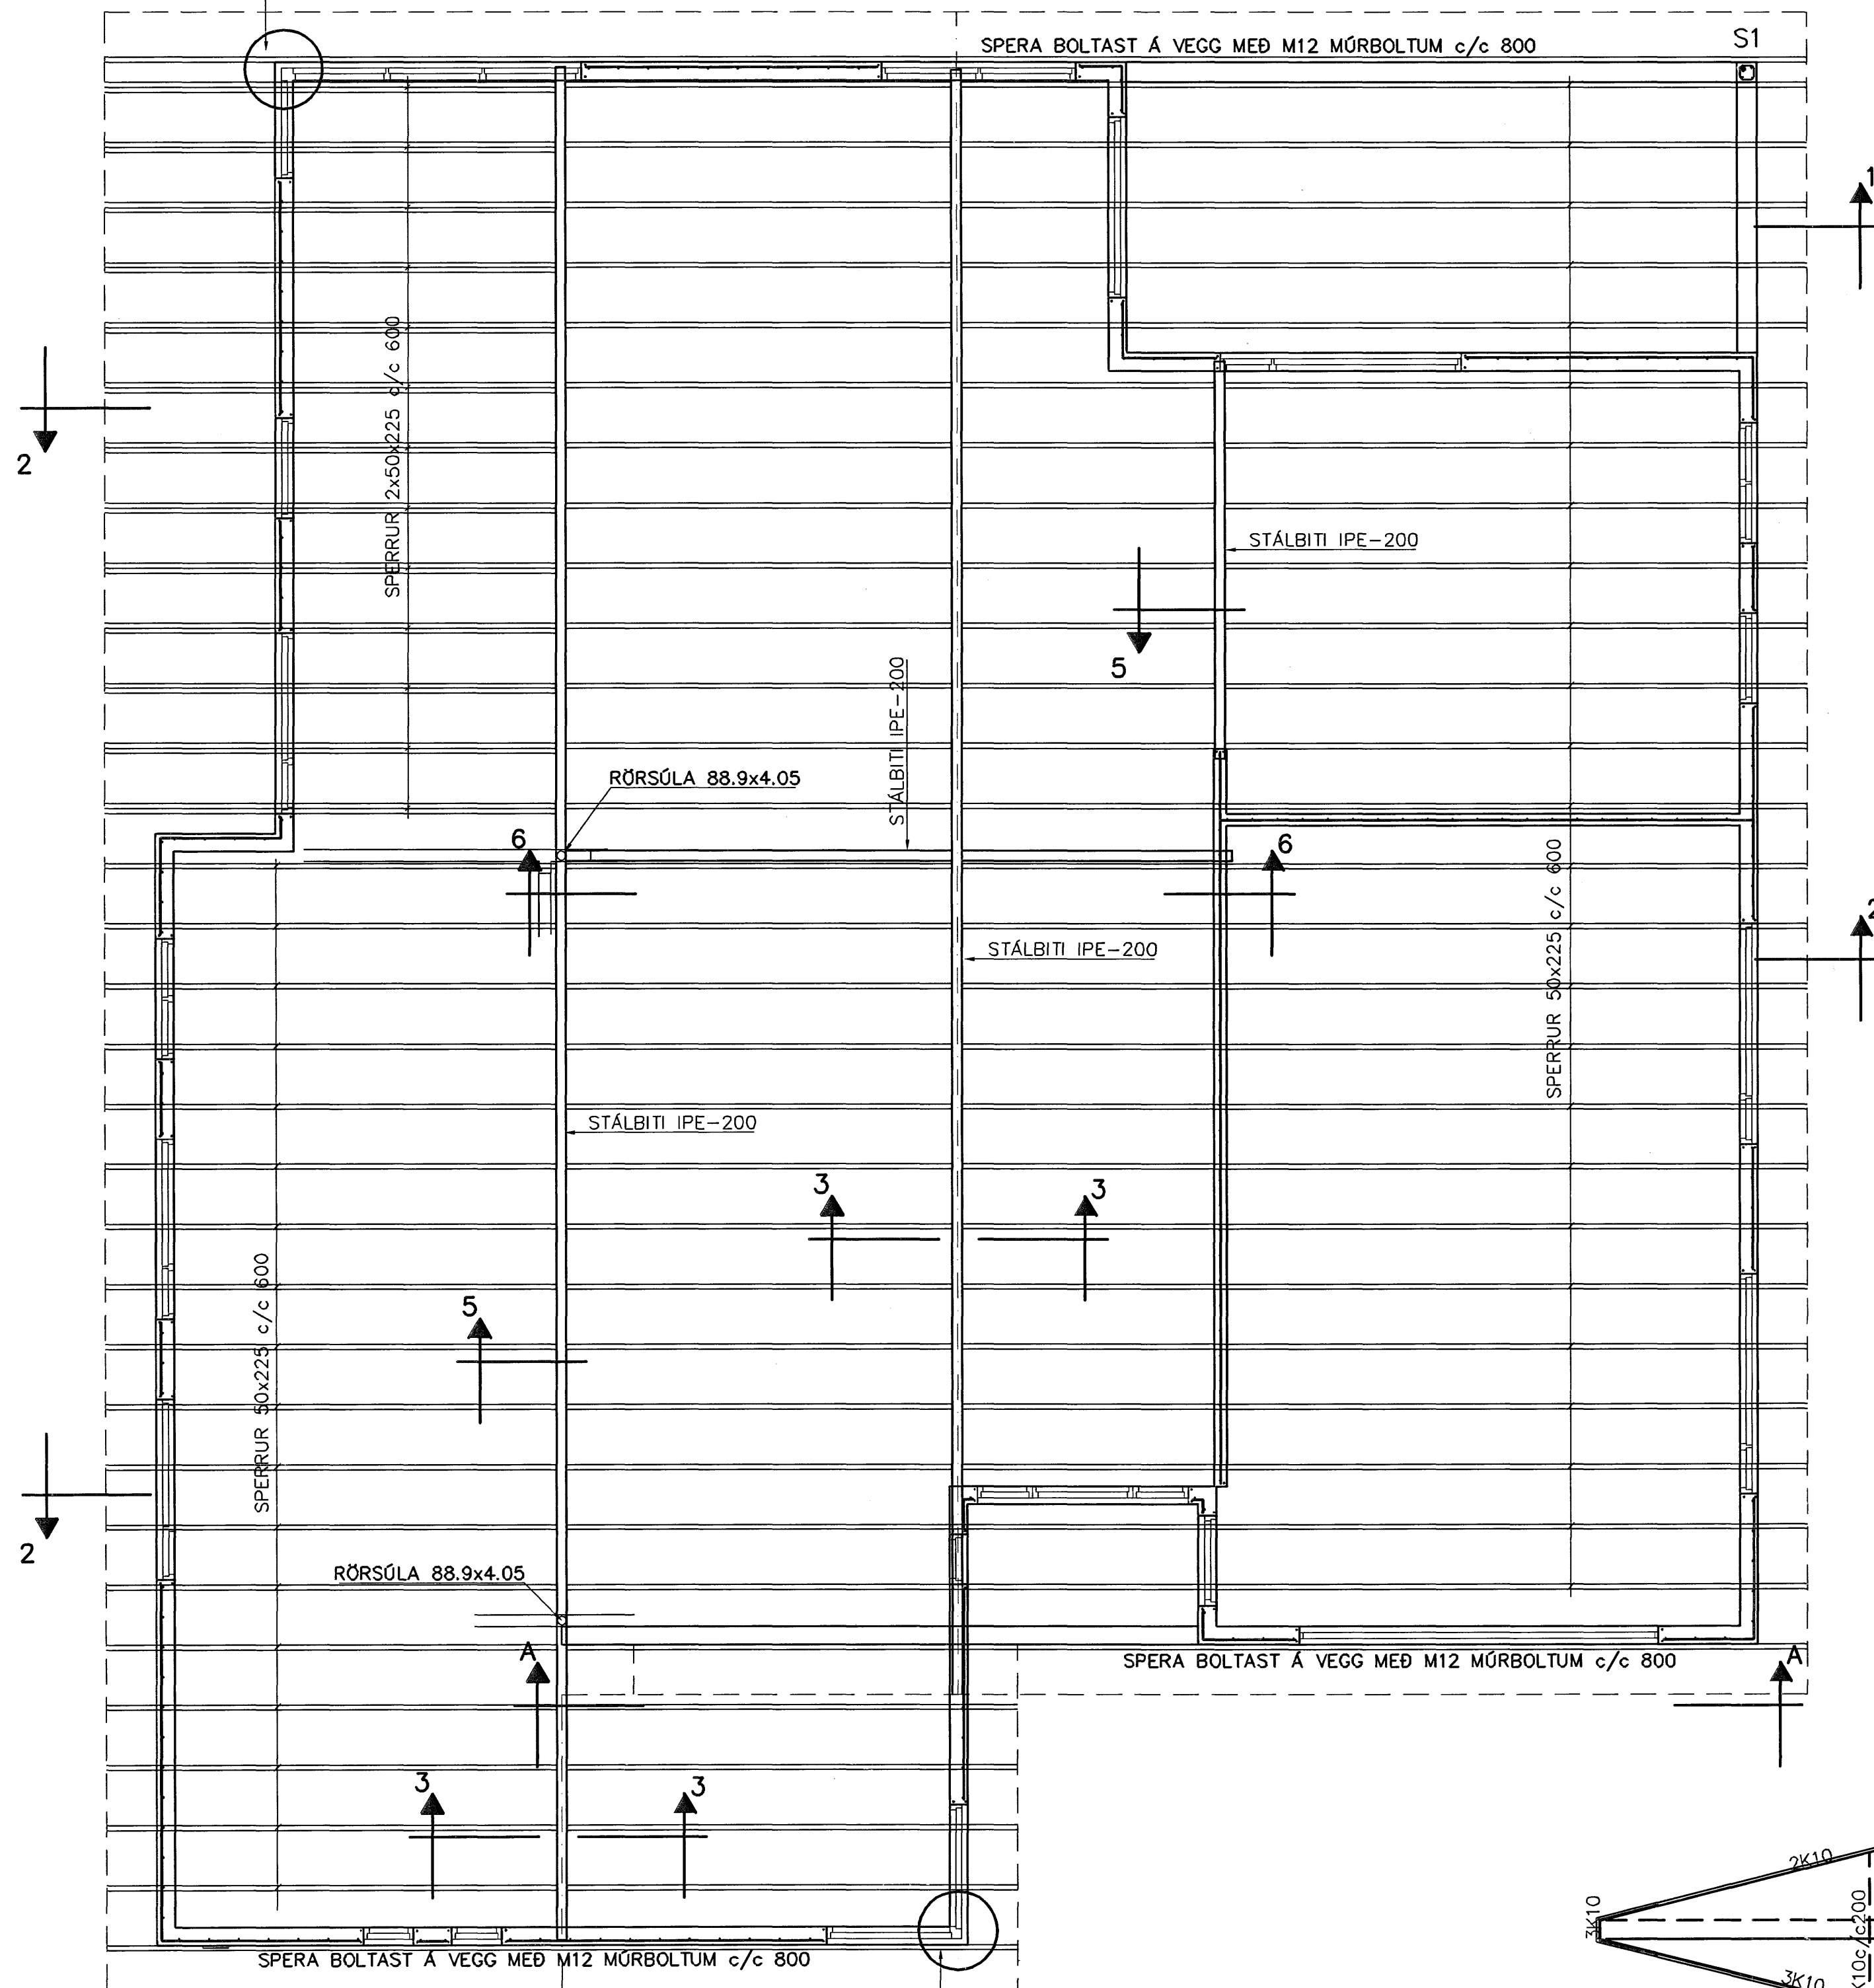 SPERA BOLTAST Á VEGG MEÐ M12 MÚRBOLTUM c/c 800
S1
1
2
SPERRUR 2x50x225 c/c 600
STÁLBITI IPE-200
5
STÁLBITI IPE-200
RÖRSÚLA 88.9x4.05
6
6
SPERRUR 50x225 c/c 600
2
STÁLBITI IPE-200
STÁLBITI IPE-200
3
3
SPERRUR 50x225 c/c 600
5
2
RÖRSÚLA 88.9x4.05
A
SPERA BOLTAST Á VEGG MEÐ M12 MÚRBOLTUM c/c 800
A
3
3
2K10
3K10
K10c/c200
3K10
SPERA BOLTAST Á VEGG MEÐ M12 MÚRBOLTUM c/c 800